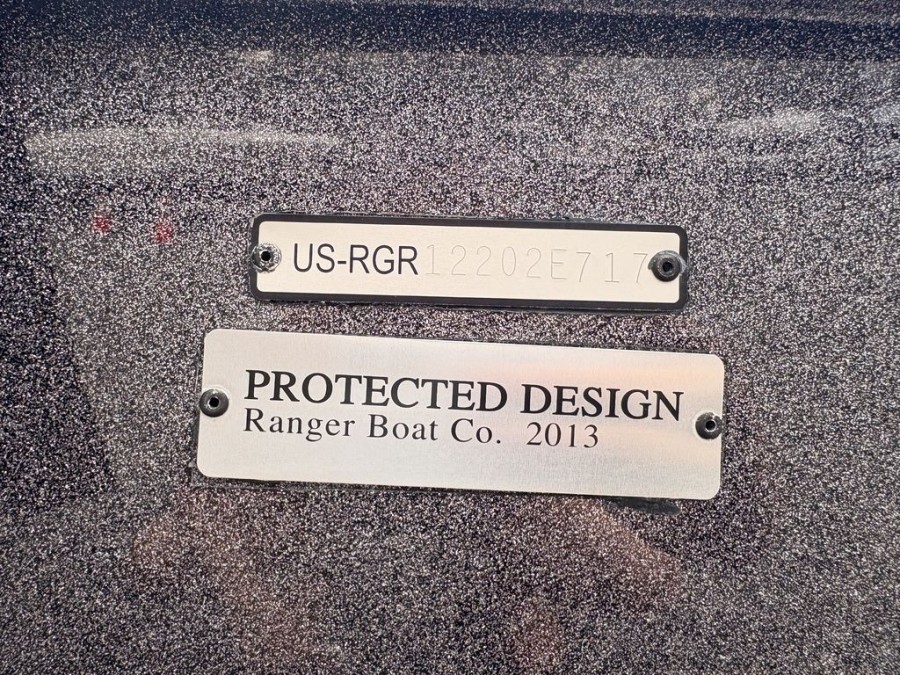 US-RGR12202E717
PROTECTED DESIGN
Ranger Boat Co. 2013